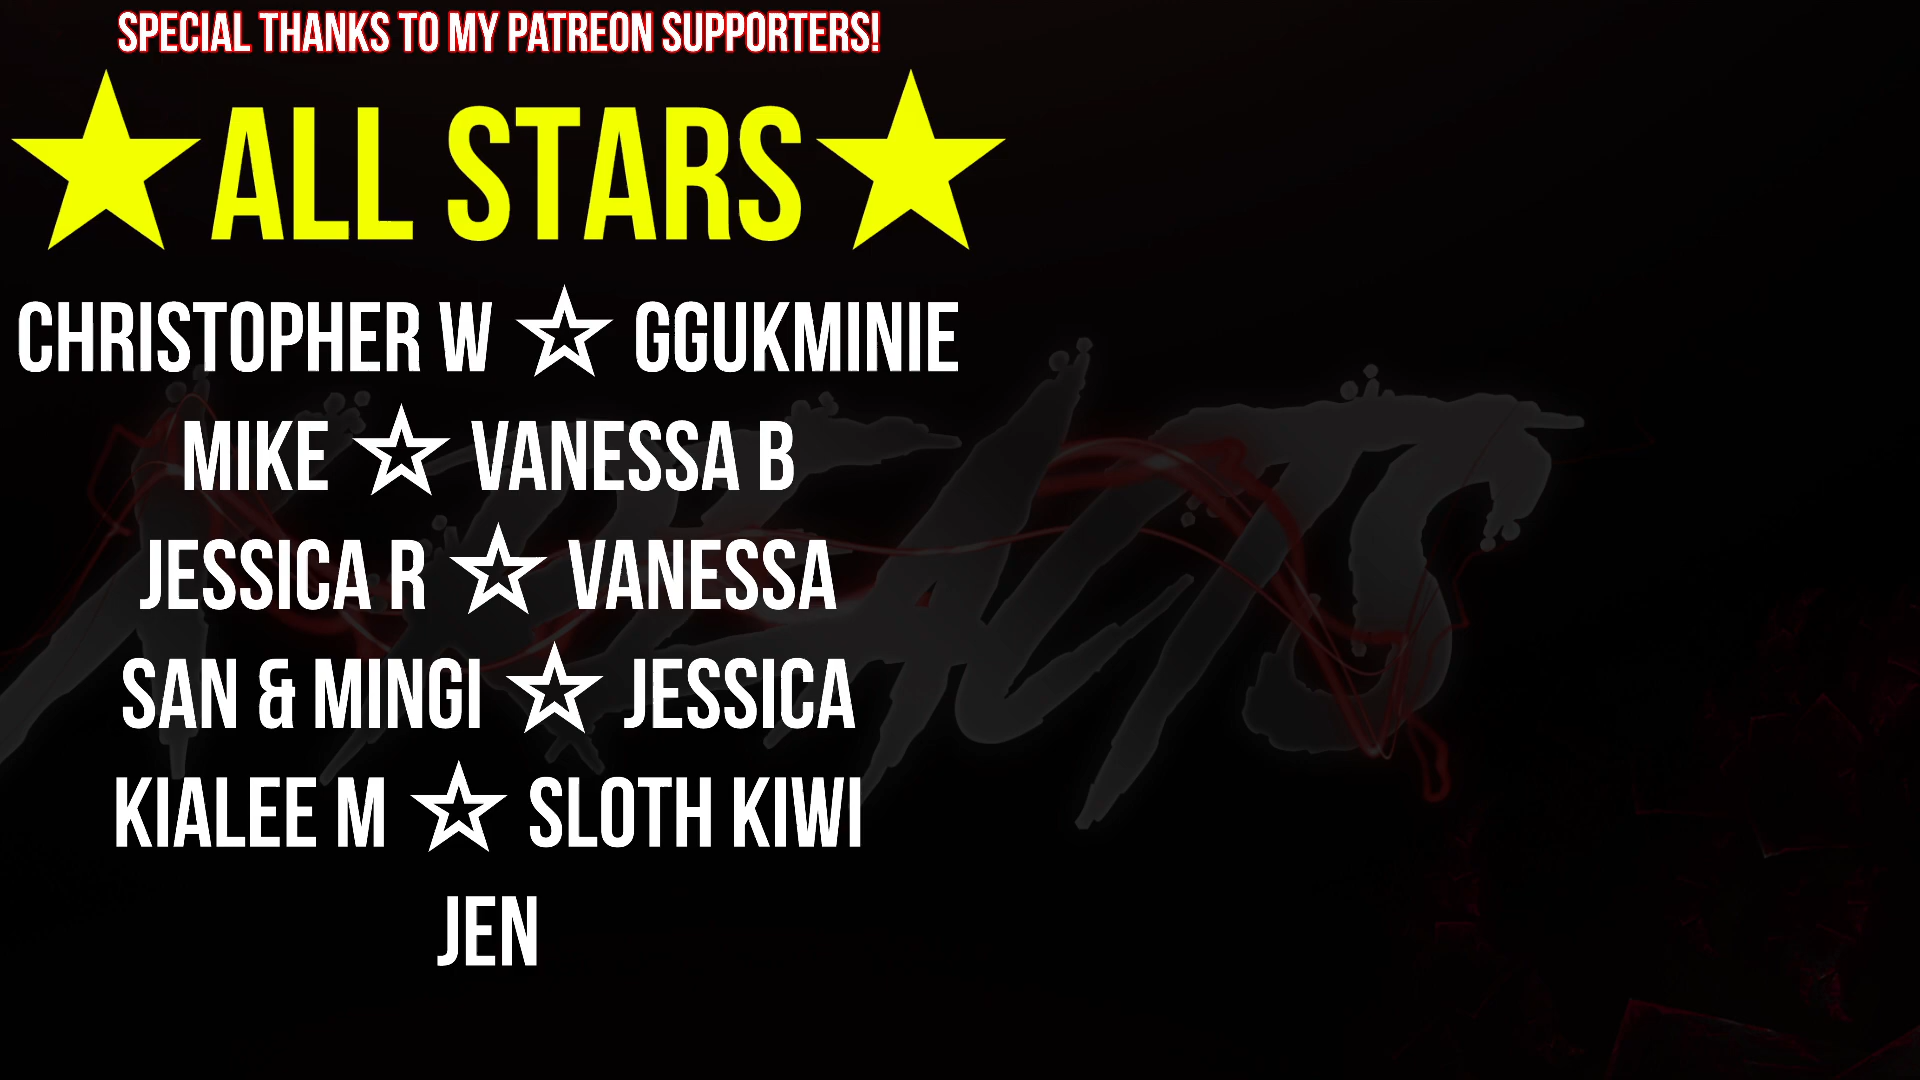 SPECIAL THANKS TO MY PATREON SUPPORTERS!
★ALL STARS★
CHRISTOPHER W ☆ GGUKMINIE
MIKE ☆ VANESSA B
JESSICA R ☆ VANESSA
SAN & MINGI ☆ JESSICA
KIALEE M ☆ SLOTH KIWI
JEN